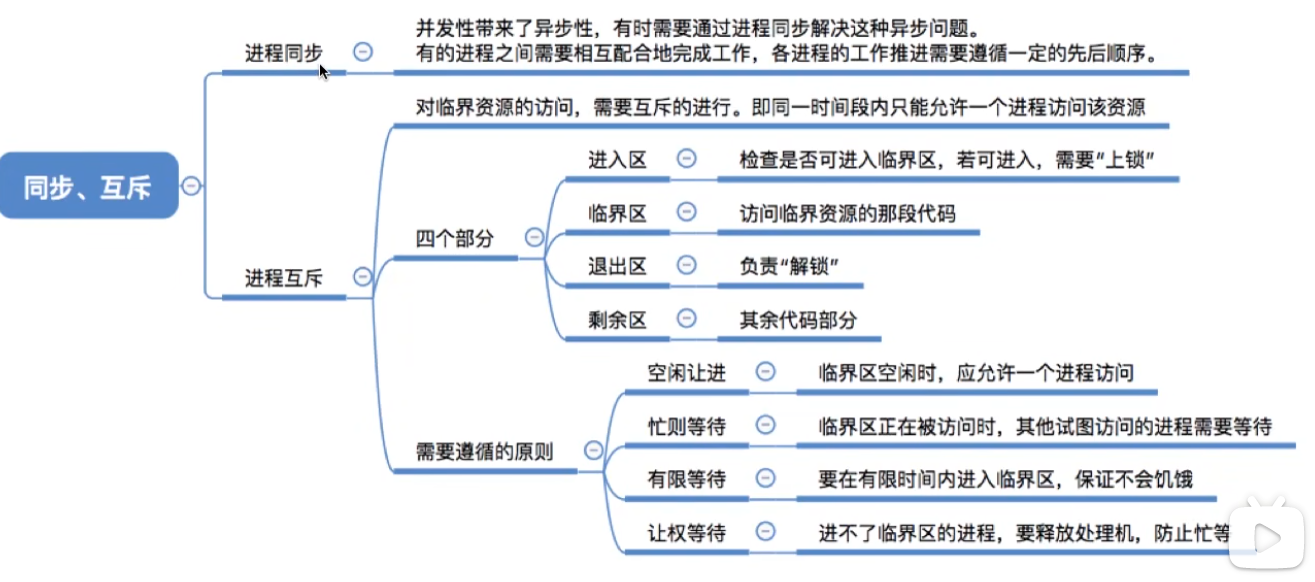 并发性带来了异步性，有时需要通过进程同步解决这种异步问题。
进程同步
有的进程之间需要相互配合地完成工作，各进程的工作推进需要遵循一定的先后顺序。
对临界资源的访问，需要互斥的进行。即同一时间段内只能允许一个进程访问该资源
进入区
检查是否可进入临界区，若可进入，需要“上锁”
同步、互斥
临界区
访问临界资源的那段代码
四个部分
退出区
负责“解锁”
进程互斥
剩余区
其余代码部分
空闲让进
临界区空闲时，应允许一个进程访问
忙则等待
临界区正在被访问时，其他试图访问的进程需要等待
需要遵循的原则
有限等待
要在有限时间内进入临界区，保证不会饥饿
让权等待
进不了临界区的进程，要释放处理机，防止忙等